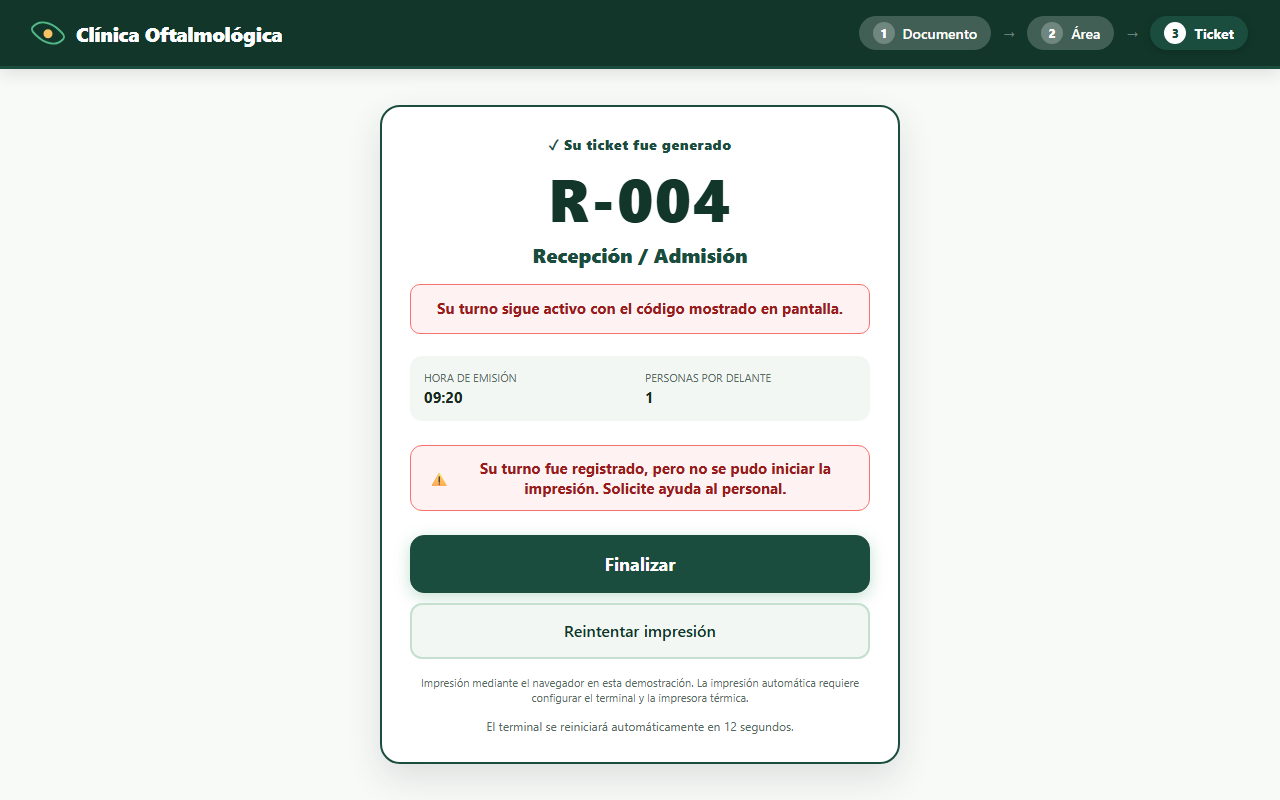 Clínica Oftalmológica
1 Documento → 2 Área → 3 Ticket
✓ Su ticket fue generado
R-004
Recepción / Admisión
Su turno sigue activo con el código mostrado en pantalla.
HORA DE EMISIÓN
09:20
PERSONAS POR DELANTE
1
⚠ Su turno fue registrado, pero no se pudo iniciar la
impresión. Solicite ayuda al personal.
Finalizar
Reintentar impresión
Impresión mediante el navegador en esta demostración. La impresión automática requiere
configurar el terminal y la impresora térmica.
El terminal se reiniciará automáticamente en 12 segundos.